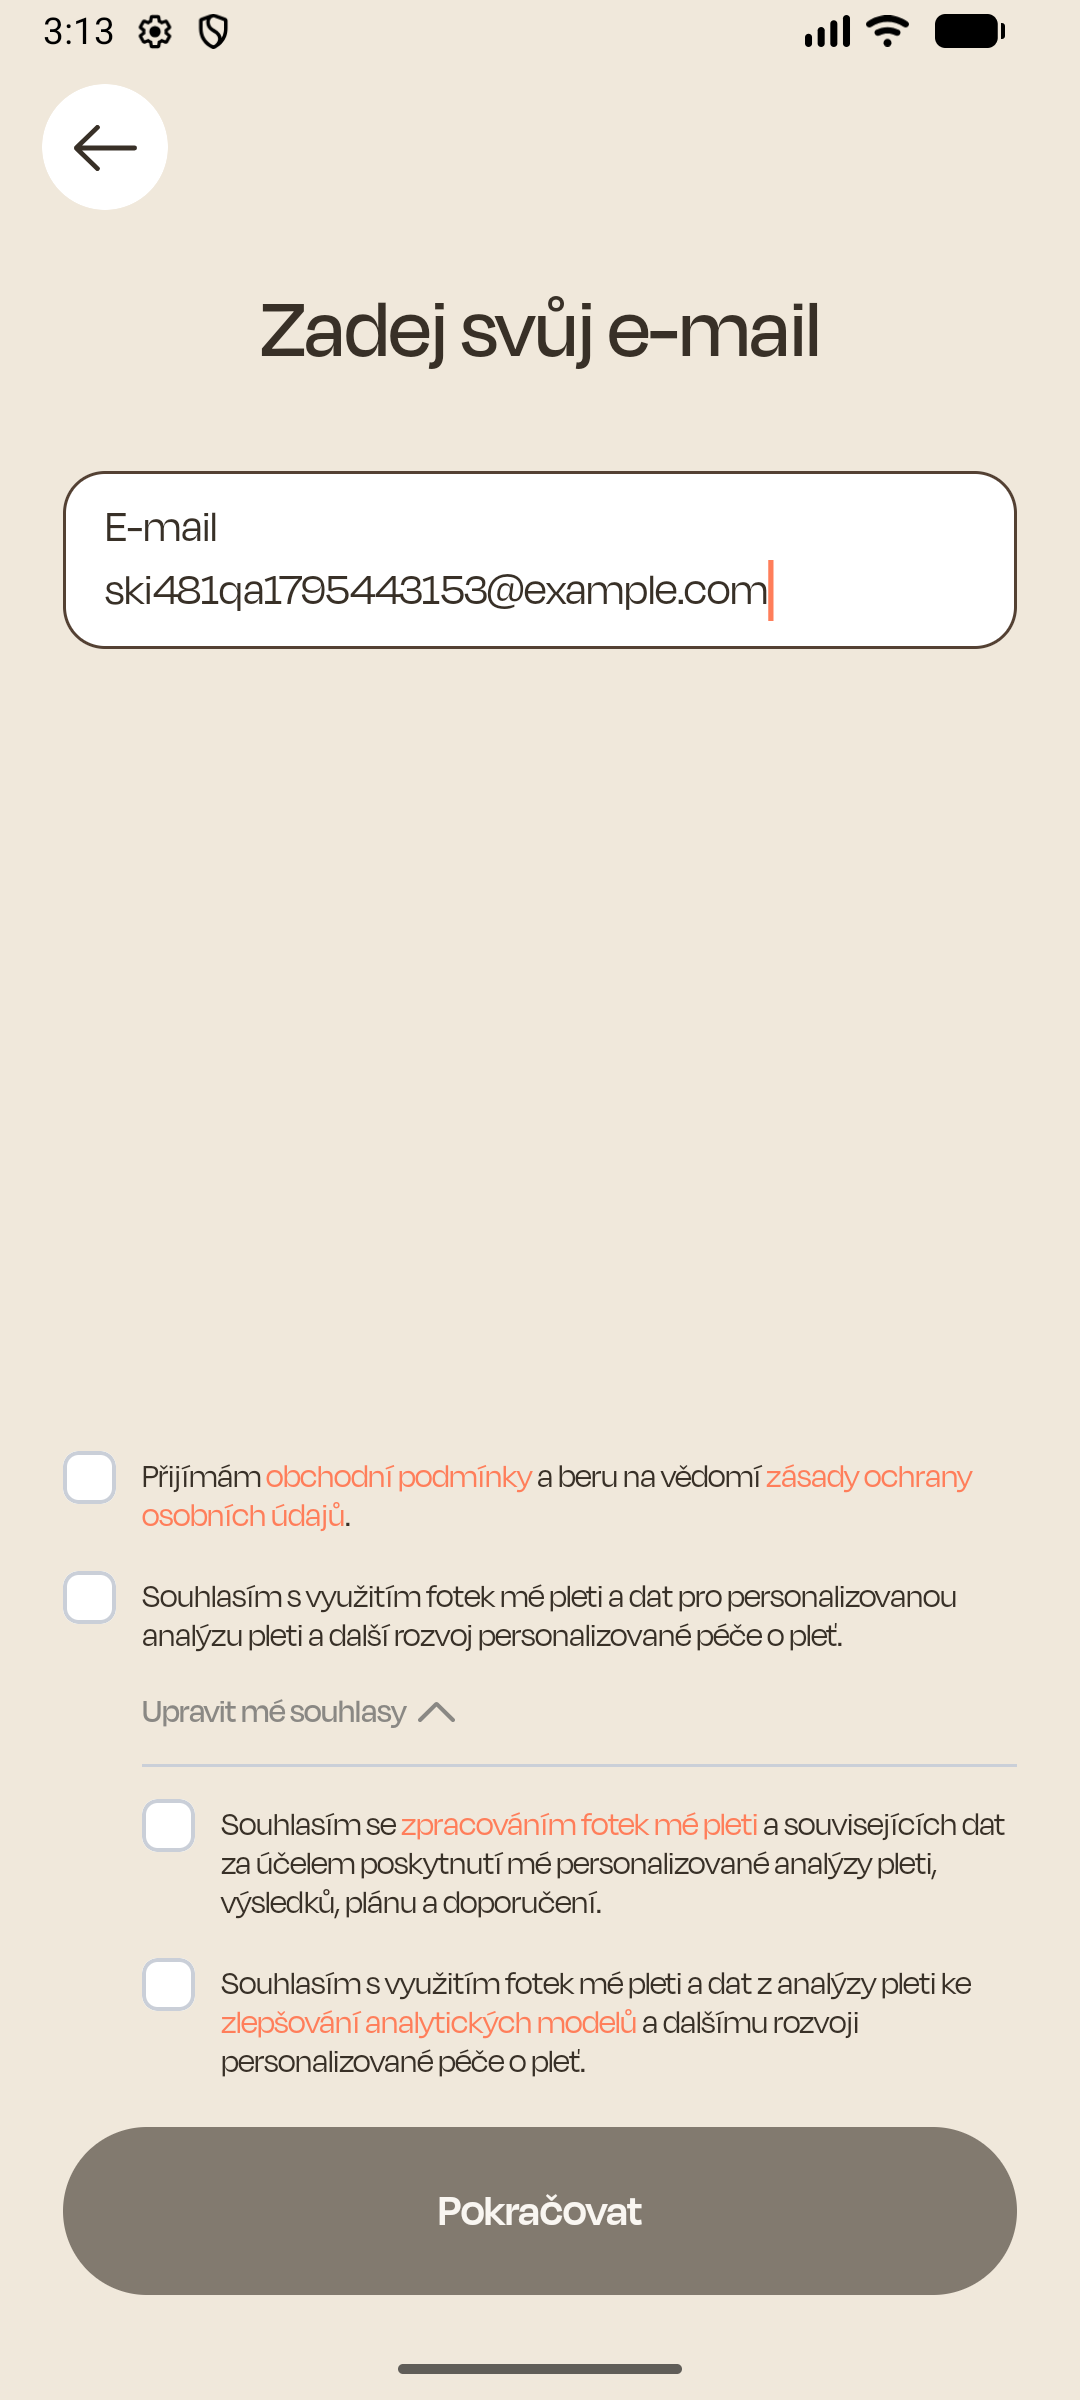 3:13
Zadej svůj e-mail
E-mail
ski481qa1795443153@example.com
Přijímám obchodní podmínky a beru na vědomí zásady ochrany
osobních údajů.
Souhlasím s využitím fotek mé pleti a dat pro personalizovanou
analýzu pleti a další rozvoj personalizované péče o pleť.
Upravit mé souhlasy
Souhlasím se zpracováním fotek mé pleti a souvisejících dat
za účelem poskytnutí mé personalizované analýzy pleti,
výsledků, plánu a doporučení.
Souhlasím s využitím fotek mé pleti a dat z analýzy pleti ke
zlepšování analytických modelů a dalšímu rozvoji
personalizované péče o pleť.
Pokračovat